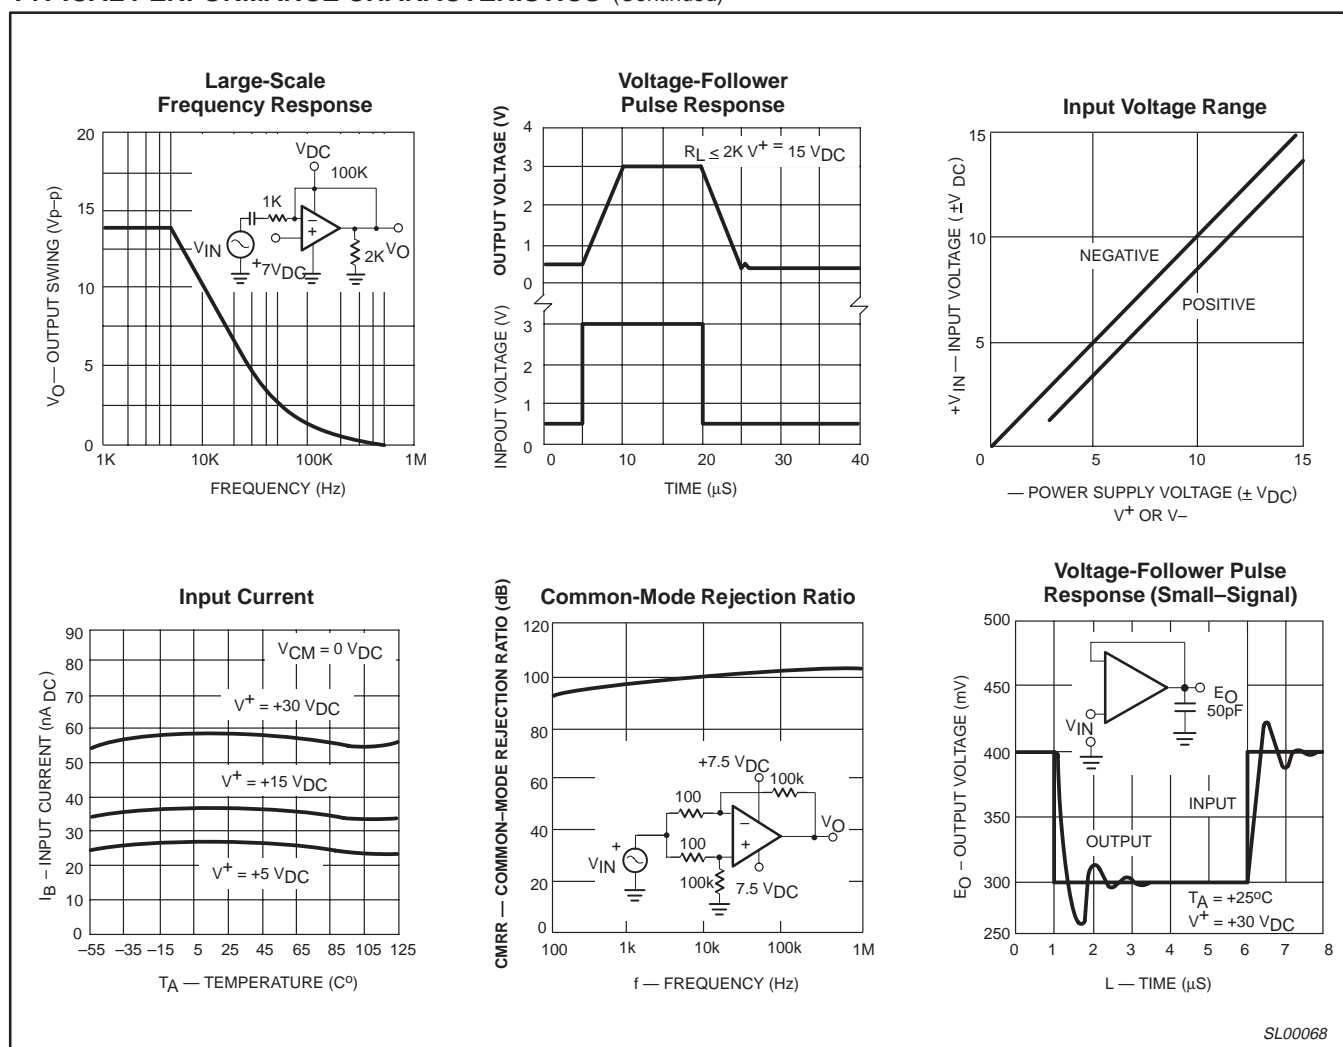 (Continued)
Large-Scale
Frequency Response
VO — OUTPUT SWING (Vp–p)
20
15
10
5
0
1K
10K
100K
1M
FREQUENCY (Hz)
VDC
100K
1K
–
+
VIN
+7VDC
2K
VO
Voltage-Follower
Pulse Response
OUTPUT VOLTAGE (V)
4
3
2
1
0
RL ≤ 2K V+ = 15 VDC
INPOUT VOLTAGE (V)
3
2
1
0
0
10
20
30
40
TIME (µS)
Input Voltage Range
+VIN — INPUT VOLTAGE (±V DC)
15
10
5
NEGATIVE
POSITIVE
0
5
10
15
— POWER SUPPLY VOLTAGE (± VDC)
V+ OR V–
Input Current
IB – INPUT CURRENT (nA DC)
90
80
70
60
50
40
30
20
10
0
VCM = 0 VDC
V+ = +30 VDC
V+ = +15 VDC
V+ = +5 VDC
–55
–35
–15
5
25
45
65
85
105
125
TA — TEMPERATURE (Cº)
Common-Mode Rejection Ratio
CMRR — COMMON–MODE REJECTION RATIO (dB)
120
100
80
60
40
20
0
+7.5 VDC
100k
100
–
+
VO
100
VIN
+
100k
7.5 VDC
100
1k
10k
100k
1M
f — FREQUENCY (Hz)
Voltage-Follower Pulse
Response (Small–Signal)
EO – OUTPUT VOLTAGE (mV)
500
450
400
350
300
250
EO
50pF
VIN
INPUT
OUTPUT
TA = +25ºC
V+ = +30 VDC
0
1
2
3
4
5
6
7
8
L — TIME (µS)
SL00068